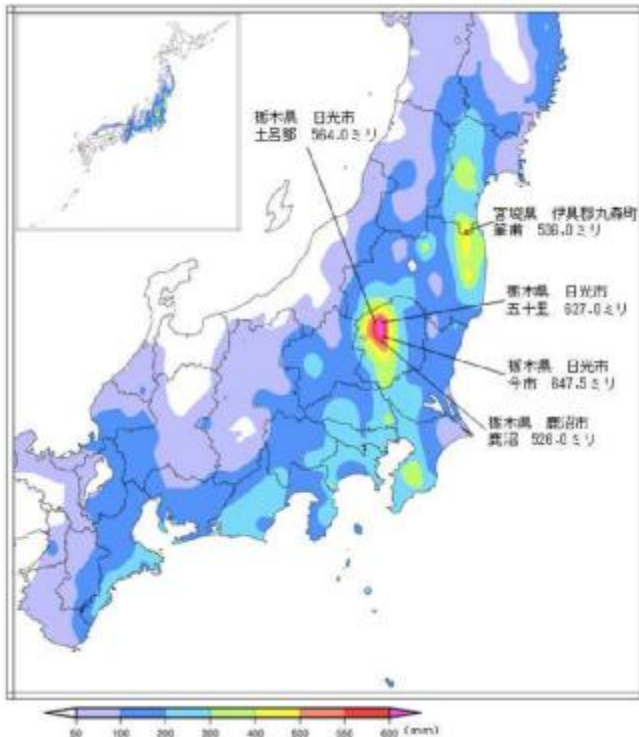 栃木県 日光市
土呂部 564.0ミリ
宮城県 伊具郡丸森町
筆甫 536.0ミリ
栃木県 日光市
五十里 627.0ミリ
栃木県 日光市
今市 647.5ミリ
栃木県 鹿沼市
鹿沼 526.0ミリ
50 100 200 300 400 500 550 600 (mm)